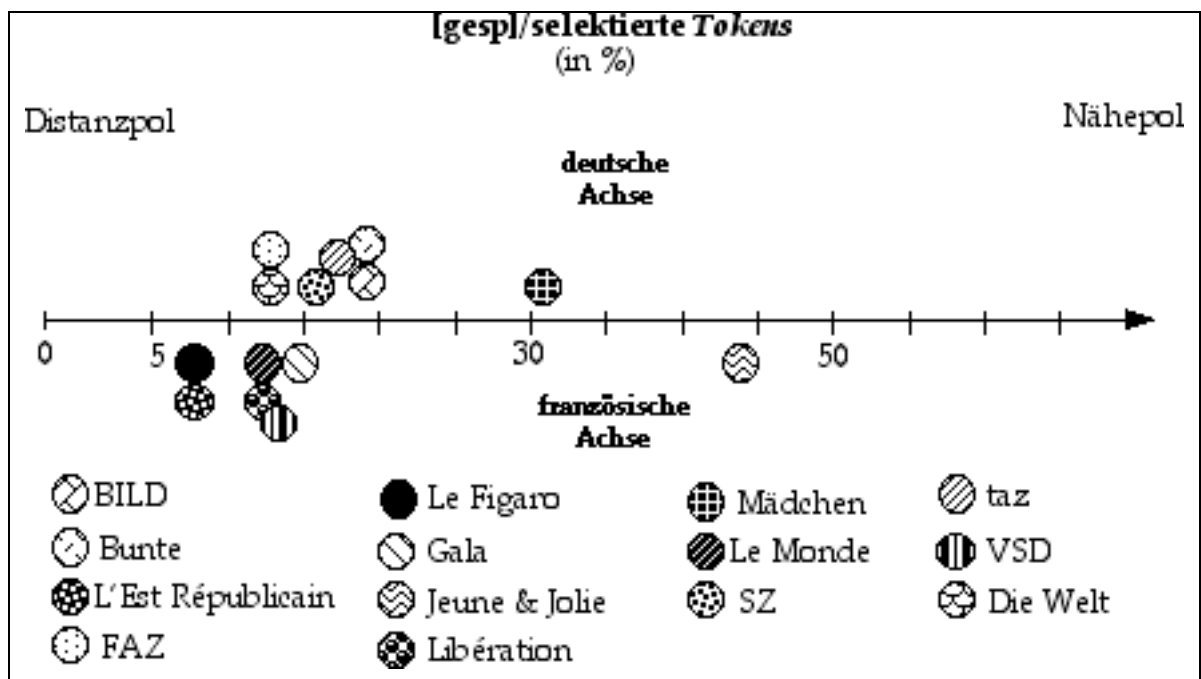 [gesp]/selektierte Tokens
(in %)
Distanzpol
Nähepol
deutsche
Achse
0 5 30 50
französische
Achse
BILD Le Figaro Mädchen taz
Bunte Gala Le Monde VSD
L'Est Républicain Jeune & Jolie SZ Die Welt
FAZ Libération